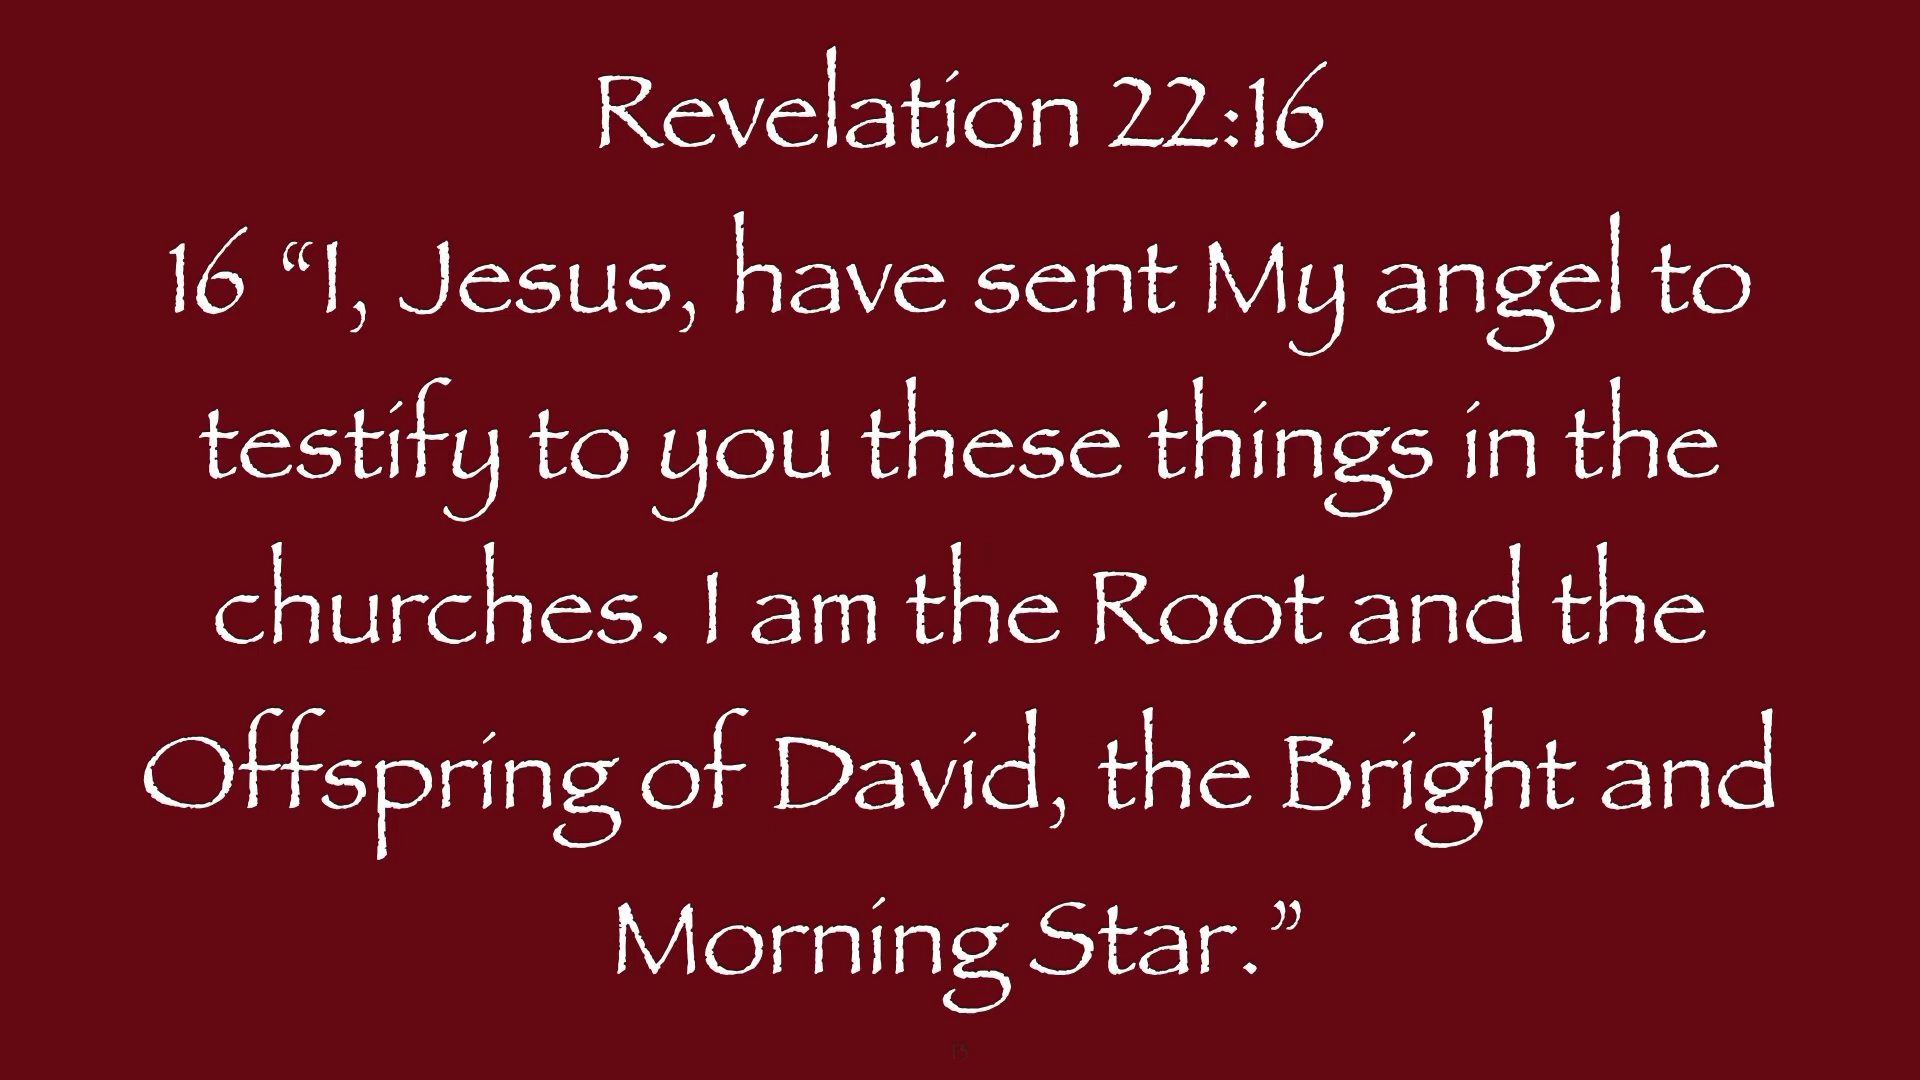 Revelation 22:16
16 “I, Jesus, have sent My angel to
testify to you these things in the
churches. I am the Root and the
Offspring of David, the Bright and
Morning Star.”
15